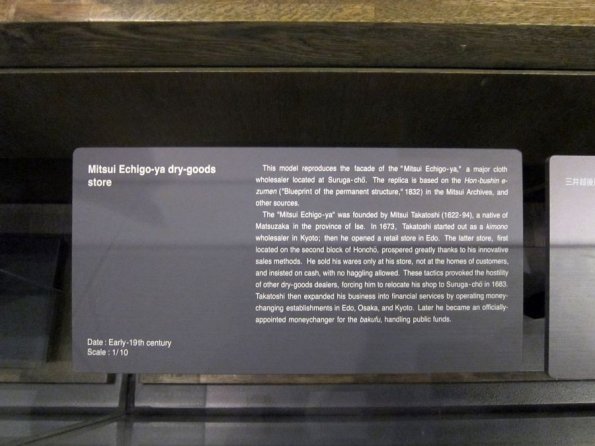 Mitsui Echigo-ya dry-goods
store
This model reproduces the facade of the "Mitsui Echigo-ya," a major cloth
wholesaler located at Suruga-chō. The replica is based on the Hon-bushin e-
zumen ("Blueprint of the permanent structure," 1832) in the Mitsui Archives, and
other sources.
The "Mitsui Echigo-ya" was founded by Mitsui Takatoshi (1622-94), a native of
Matsuzaka in the province of Ise. In 1673, Takatoshi started out as a kimono
wholesaler in Kyoto; then he opened a retail store in Edo. The latter store, first
located on the second block of Honchō, prospered greatly thanks to his innovative
sales methods. He sold his wares only at his store, not at the homes of customers,
and insisted on cash, with no haggling allowed. These tactics provoked the hostility
of other dry-goods dealers, forcing him to relocate his shop to Suruga-chō in 1683.
Takatoshi then expanded his business into financial services by operating money-
changing establishments in Edo, Osaka, and Kyoto. Later he became an officially-
appointed moneychanger for the bakufu, handling public funds.
Date : Early-19th century
Scale : 1/10
三井越後